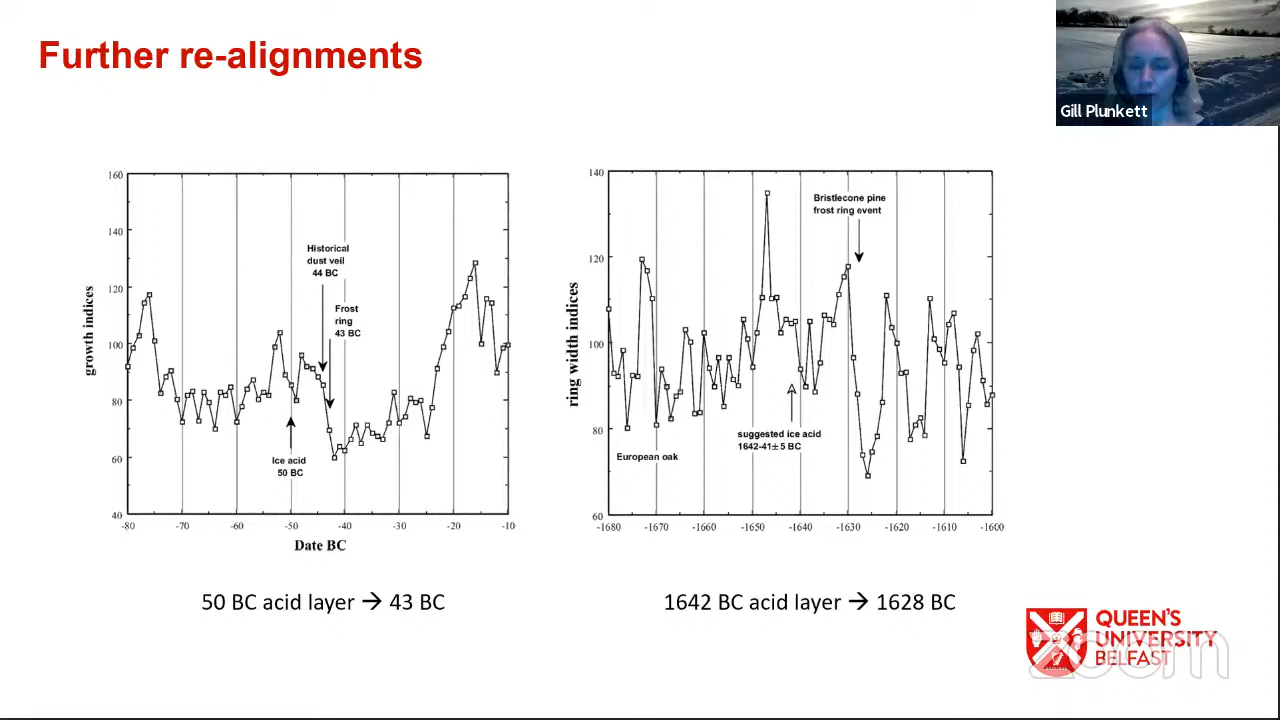 Further re-alignments
Gill Plunkett
160
140
120
100
80
60
40
growth indices
Historical
dust veil
44 BC
Frost
ring
43 BC
Ice acid
50 BC
-80
-70
-60
-50
-40
-30
-20
-10
Date BC
140
120
100
80
60
ring width indices
Bristlecone pine
frost ring event
suggested ice acid
1642-41±5 BC
European oak
-1680
-1670
-1660
-1650
-1640
-1630
-1620
-1610
-1600
50 BC acid layer → 43 BC
1642 BC acid layer → 1628 BC
QUEEN'S
UNIVERSITY
BELFAST
zoom